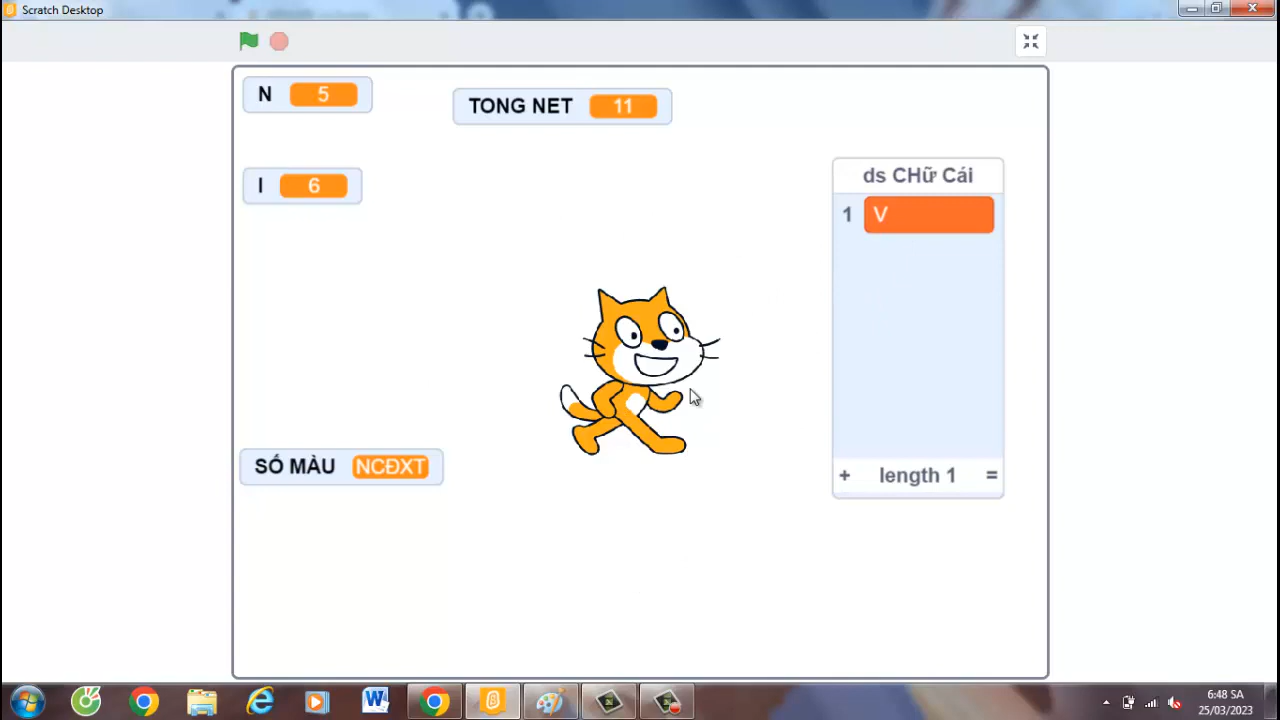 Scratch Desktop
N 5
TONG NET 11
I 6
ds CHữ Cái
1 V
+ length 1 =
SỐ MÀU NCĐXT
6:48 SA
25/03/2023